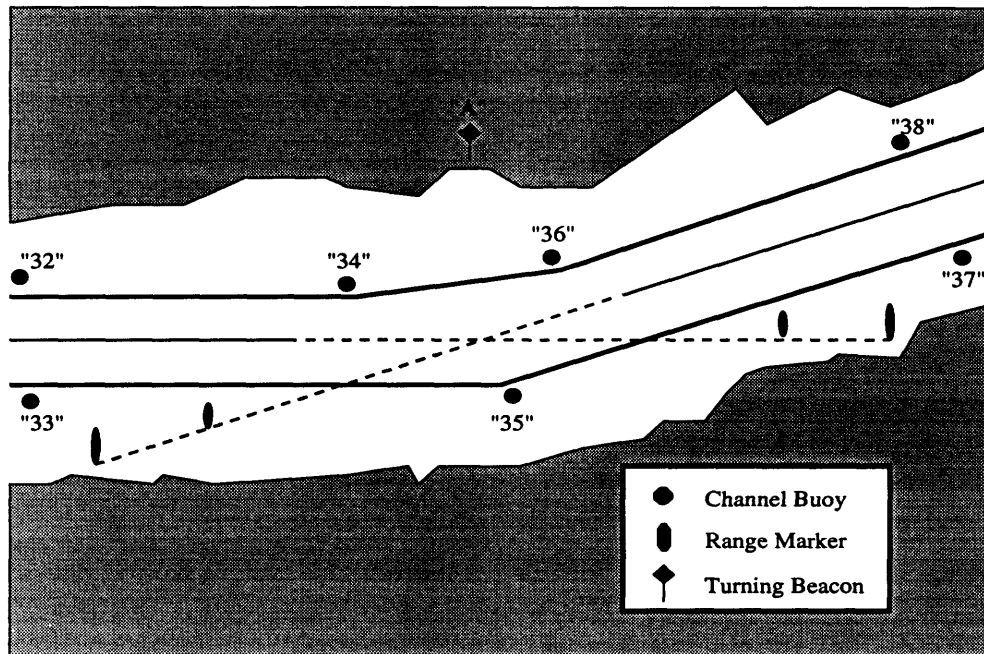 "38"
"36"
"32"
"34"
"37"
"33"
"35"
Channel Buoy
Range Marker
Turning Beacon